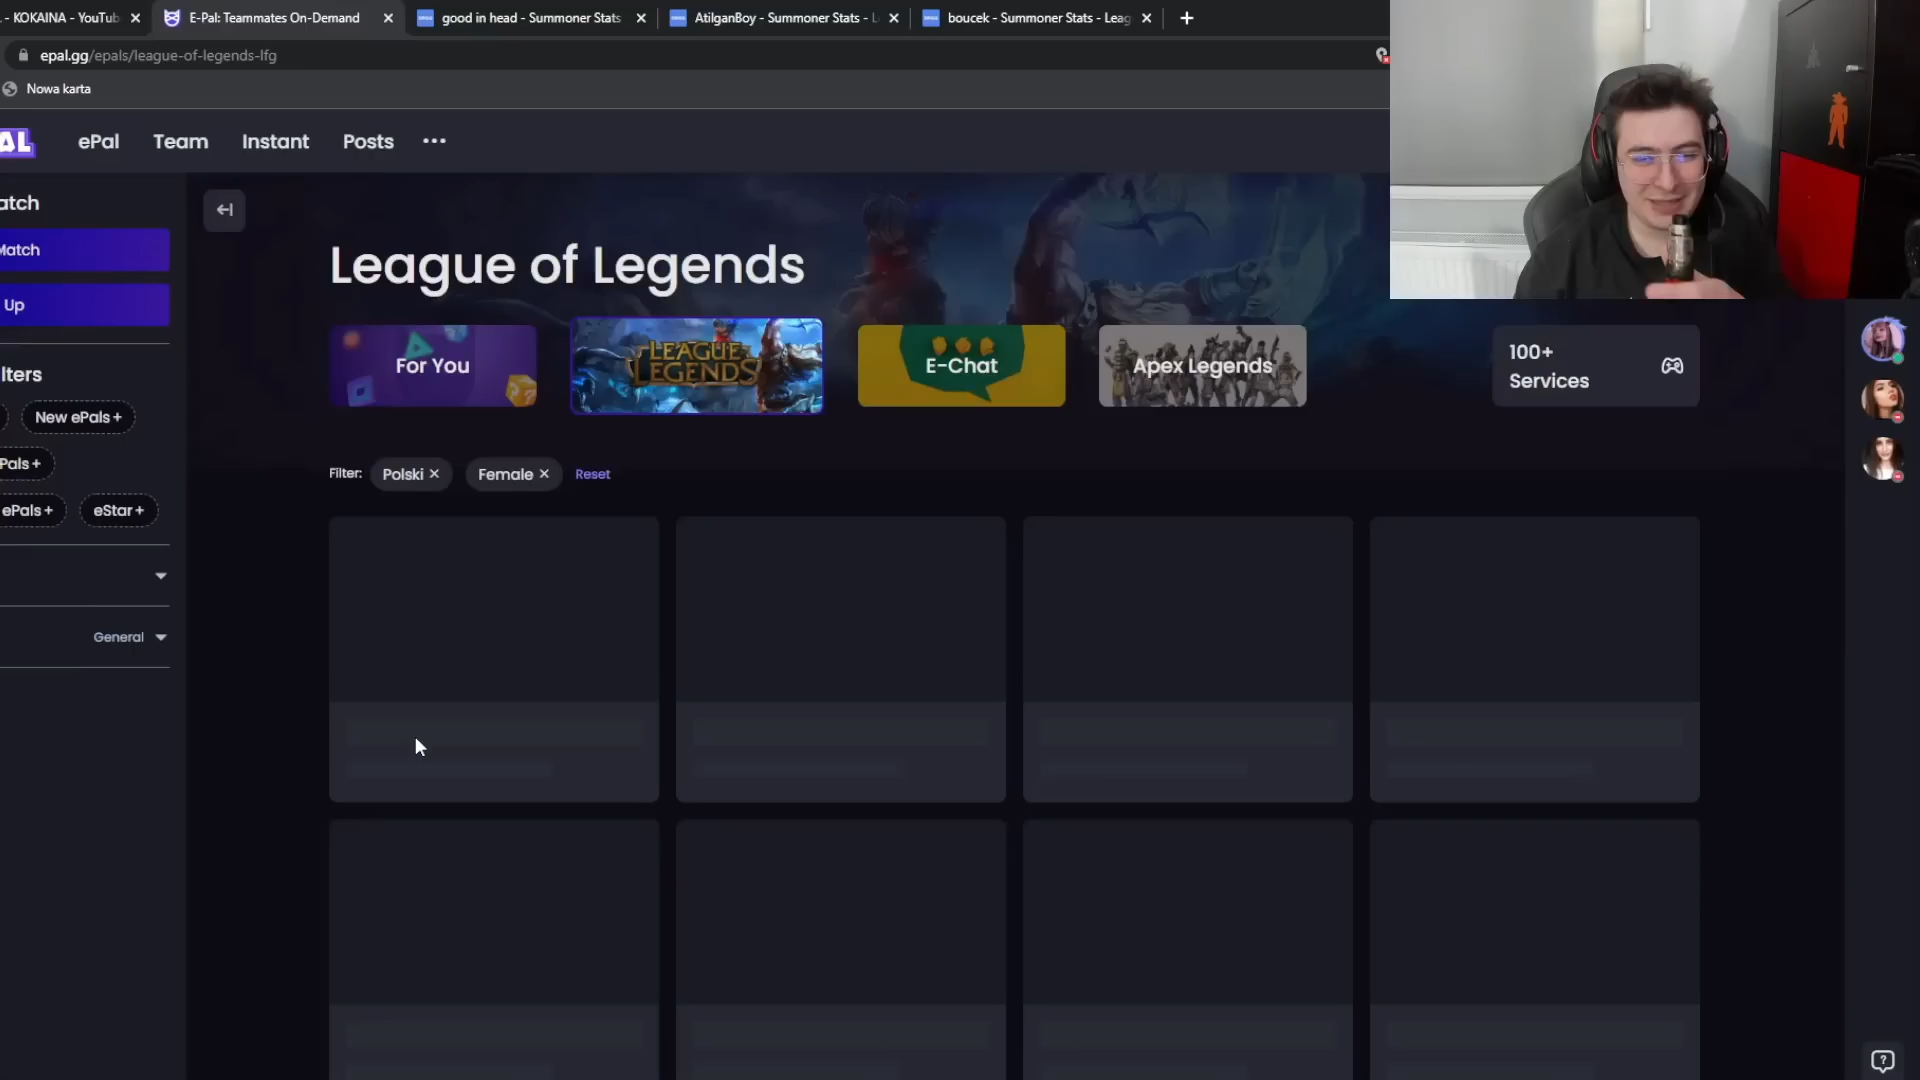 - KOKAINA - YouTub
E-Pal: Teammates On-Demand
good in head - Summoner Stats
AtilganBoy - Summoner Stats - L
boucek - Summoner Stats - Leag
epal.gg/epals/league-of-legends-lfg
Nowa karta
AL
ePal
Team
Instant
Posts
atch
Match
Up
League of Legends
For You
LEAGUE OF LEGENDS
E-Chat
Apex Legends
100+
Services
lters
New ePals +
Pals +
ePals +
eStar +
General
Filter:
Polski ×
Female ×
Reset